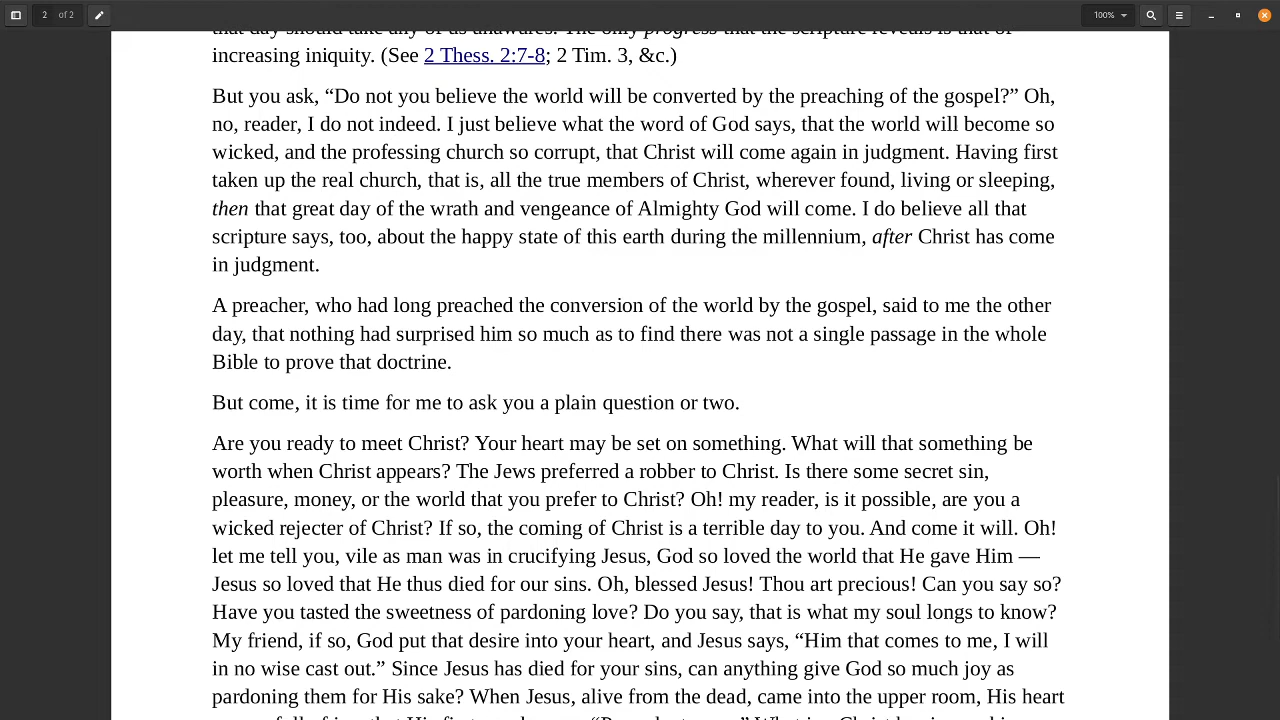 2 of 2
100%
that day should take any of us unawares. The only progress that the scripture reveals is that of
increasing iniquity. (See 2 Thess. 2:7-8; 2 Tim. 3, &c.)
But you ask, “Do not you believe the world will be converted by the preaching of the gospel?” Oh,
no, reader, I do not indeed. I just believe what the word of God says, that the world will become so
wicked, and the professing church so corrupt, that Christ will come again in judgment. Having first
taken up the real church, that is, all the true members of Christ, wherever found, living or sleeping,
then that great day of the wrath and vengeance of Almighty God will come. I do believe all that
scripture says, too, about the happy state of this earth during the millennium, after Christ has come
in judgment.
A preacher, who had long preached the conversion of the world by the gospel, said to me the other
day, that nothing had surprised him so much as to find there was not a single passage in the whole
Bible to prove that doctrine.
But come, it is time for me to ask you a plain question or two.
Are you ready to meet Christ? Your heart may be set on something. What will that something be
worth when Christ appears? The Jews preferred a robber to Christ. Is there some secret sin,
pleasure, money, or the world that you prefer to Christ? Oh! my reader, is it possible, are you a
wicked rejecter of Christ? If so, the coming of Christ is a terrible day to you. And come it will. Oh!
let me tell you, vile as man was in crucifying Jesus, God so loved the world that He gave Him —
Jesus so loved that He thus died for our sins. Oh, blessed Jesus! Thou art precious! Can you say so?
Have you tasted the sweetness of pardoning love? Do you say, that is what my soul longs to know?
My friend, if so, God put that desire into your heart, and Jesus says, “Him that comes to me, I will
in no wise cast out.” Since Jesus has died for your sins, can anything give God so much joy as
pardoning them for His sake? When Jesus, alive from the dead, came into the upper room, His heart